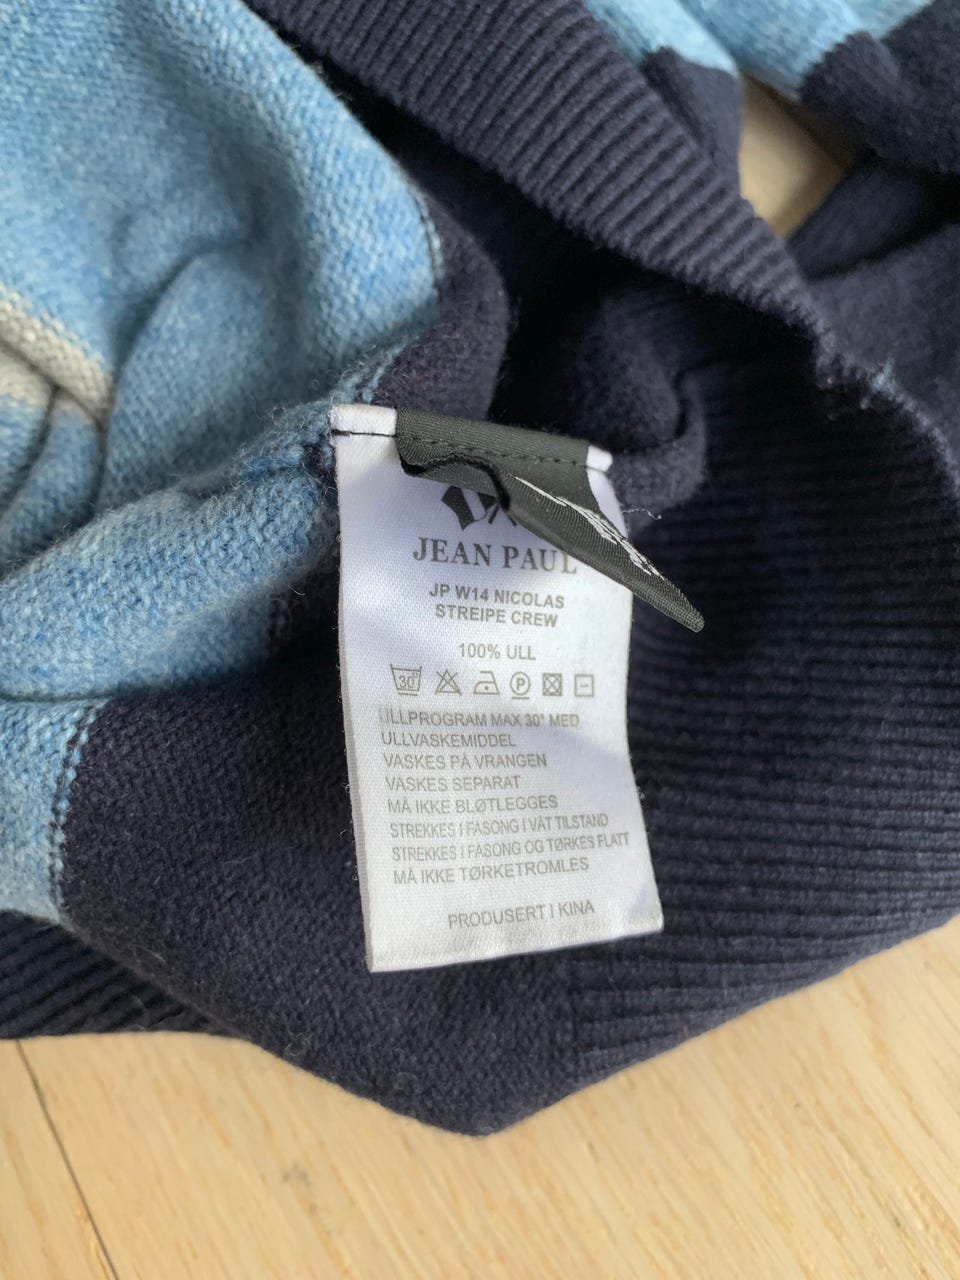 JEAN PAUL
JP W14 NICOLAS
STREIPE CREW
100% ULL
30°
P
ULLPROGRAM MAX 30° MED
ULLVASKEMIDDEL
VASKES PÅ VRANGEN
VASKES SEPARAT
MÅ IKKE BLØTLEGGES
STREKKES I FASONG I VÅT TILSTAND
STREKKES I FASONG OG TØRKES FLATT
MÅ IKKE TØRKETROMLES
PRODUSERT I KINA